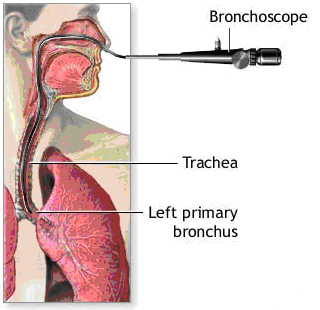 Bronchoscope
Trachea
Left primary
bronchus